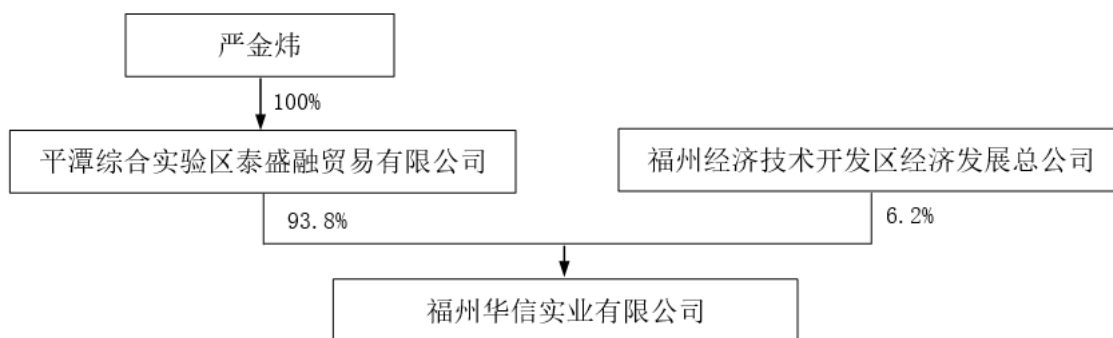 严金炜
100%
平潭综合实验区泰盛融贸易有限公司
福州经济技术开发区经济发展总公司
93.8%
6.2%
福州华信实业有限公司